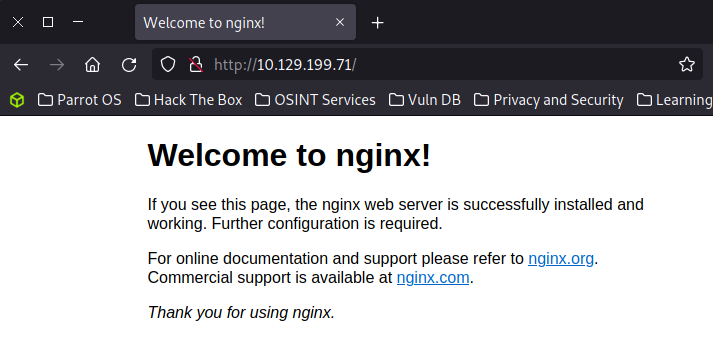 Welcome to nginx!
http://10.129.199.71/
Parrot OS Hack The Box OSINT Services Vuln DB Privacy and Security Learning
Welcome to nginx!
If you see this page, the nginx web server is successfully installed and
working. Further configuration is required.
For online documentation and support please refer to nginx.org.
Commercial support is available at nginx.com.
Thank you for using nginx.